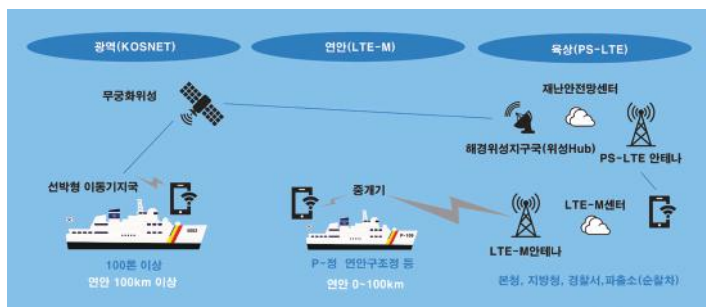 광역(KOSNET)
연안(LTE-M)
육상(PS-LTE)
무궁화위성
재난안전망센터
해경위성지구국(위성Hub)
PS-LTE 안테나
선박형 이동기지국
중개기
LTE-M센터
LTE-M안테나
100톤 이상
연안 100km 이상
P-정 연안구조정 등
연안 0~100km
본청, 지방청, 경찰서,파출소(순찰차)